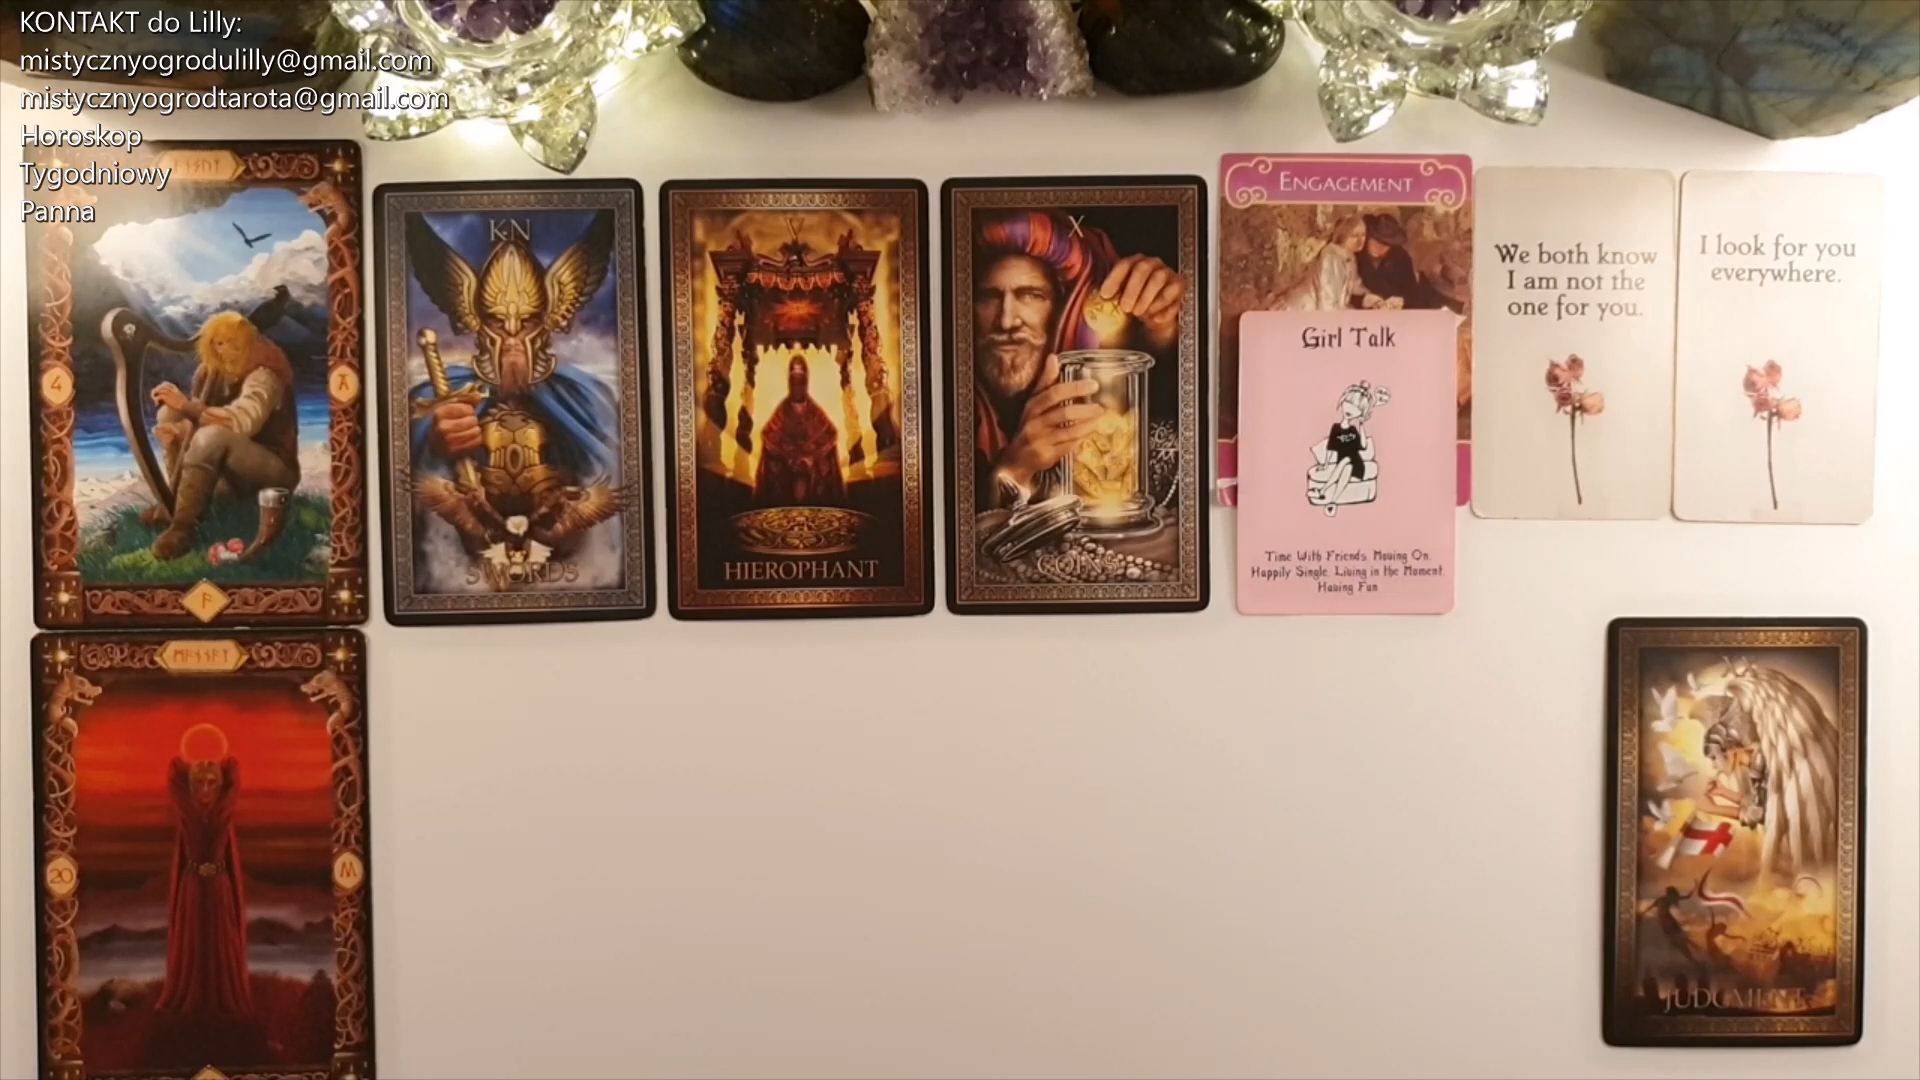 KONTAKT do Lilly:
mistycznyogrodulilly@gmail.com
mistycznyogrodtarota@gmail.com
Horoskop
Tygodniowy
Panna
4
KN
SWORDS
V
HIEROPHANT
X
COINS
ENGAGEMENT
Girl Talk
Time With Friends. Moving On.
Happily Single. Living in the Moment.
Having Fun
We both know
I am not the
one for you.
I look for you
everywhere.
20
JUDGMENT